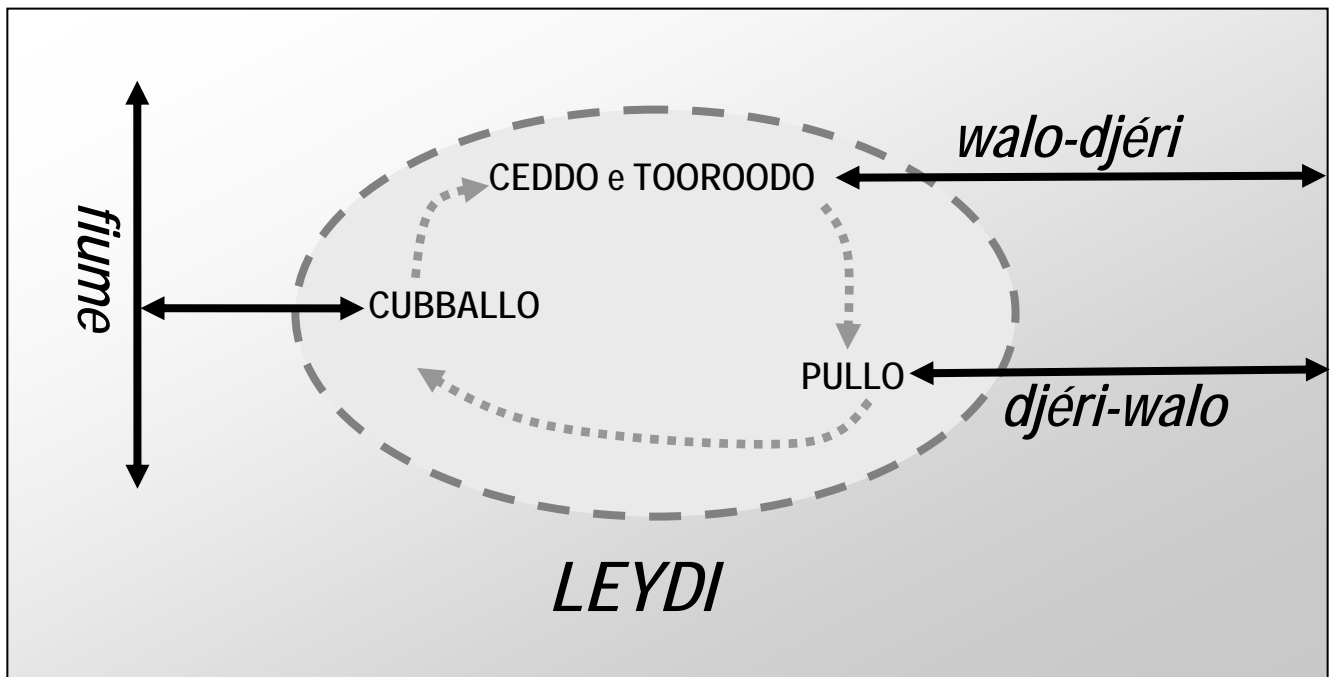 walo-djéri
CEDDO e TOOROODO
fiume
CUBBALLO
PULLO
djéri-walo
LEYDI